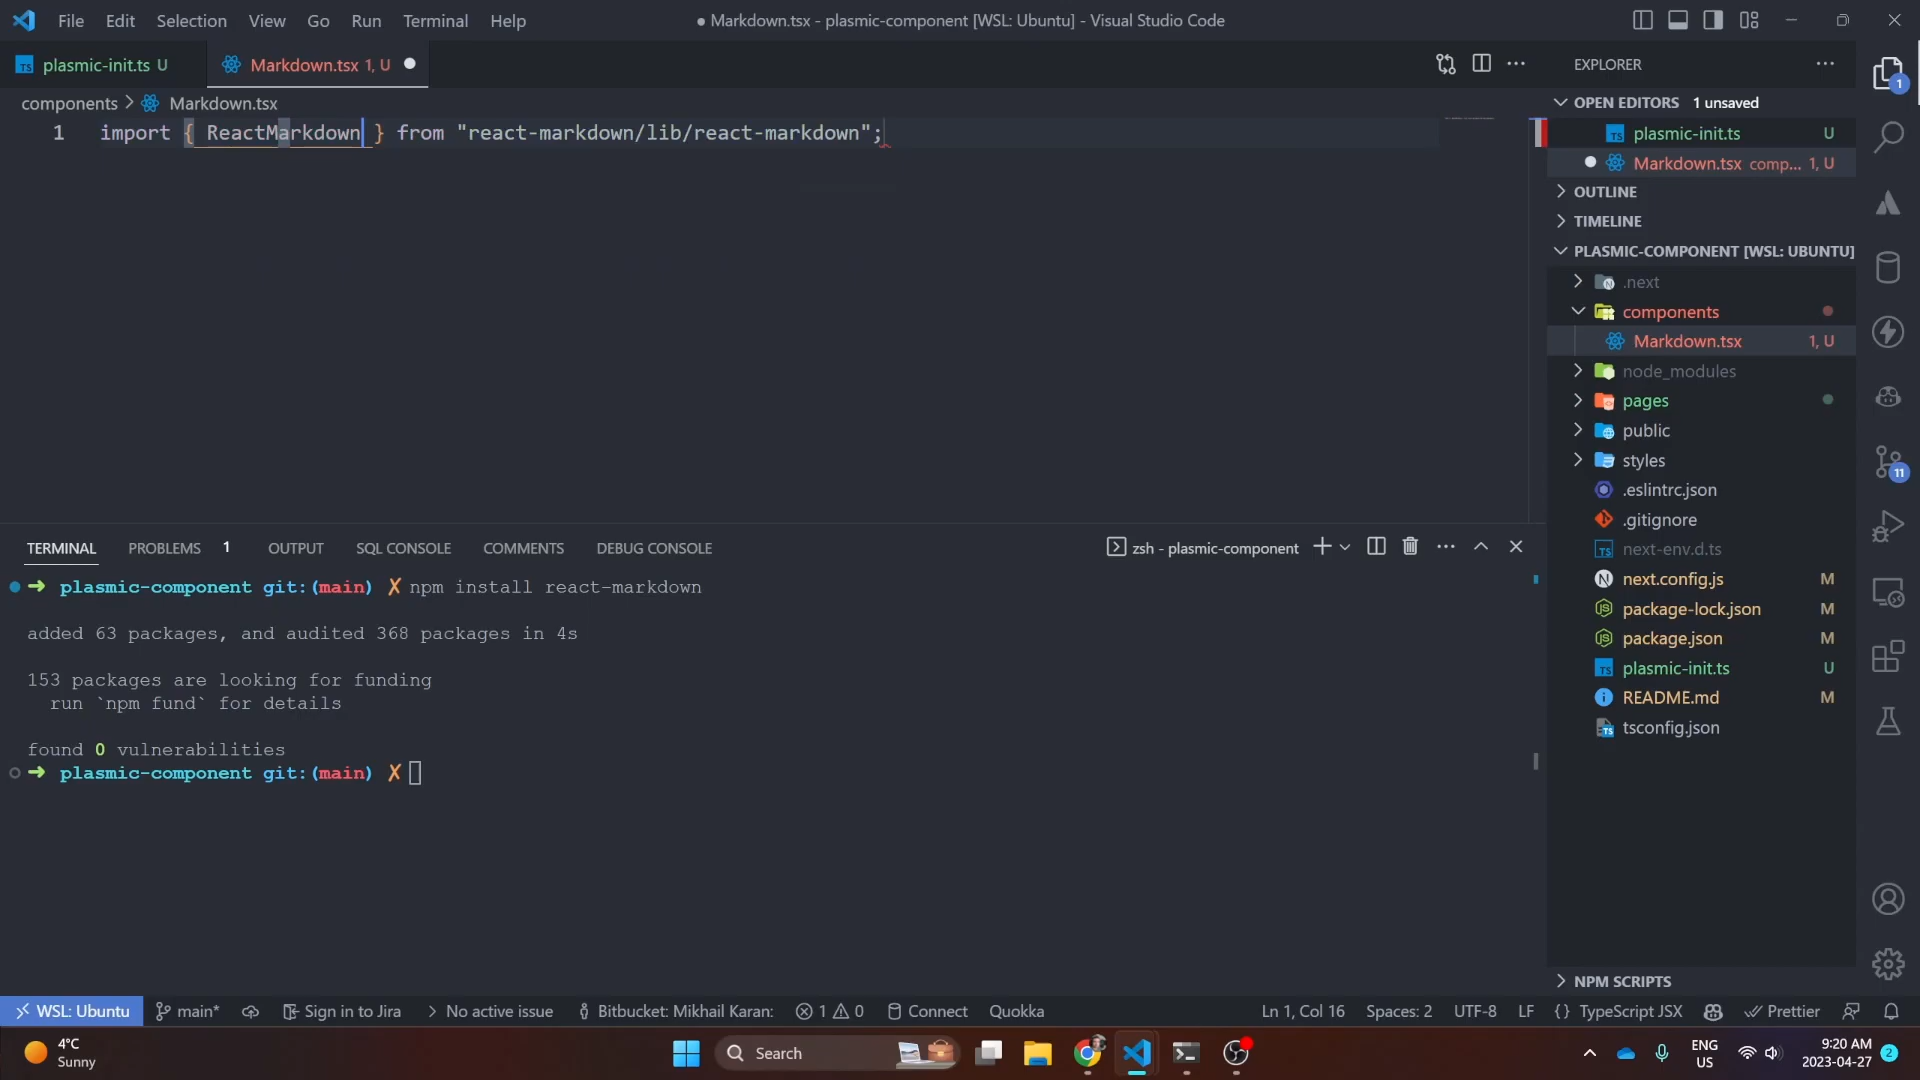 File Edit Selection View Go Run Terminal Help
● Markdown.tsx - plasmic-component [WSL: Ubuntu] - Visual Studio Code
plasmic-init.ts U
Markdown.tsx 1, U
components > Markdown.tsx
1 import { ReactMarkdown } from "react-markdown/lib/react-markdown";
TERMINAL PROBLEMS 1 OUTPUT SQL CONSOLE COMMENTS DEBUG CONSOLE
zsh - plasmic-component
➜ plasmic-component git:(main) ✗ npm install react-markdown
added 63 packages, and audited 368 packages in 4s
153 packages are looking for funding
run `npm fund` for details
found 0 vulnerabilities
➜ plasmic-component git:(main) ✗
EXPLORER
OPEN EDITORS 1 unsaved
plasmic-init.ts U
Markdown.tsx comp... 1, U
OUTLINE
TIMELINE
PLASMIC-COMPONENT [WSL: UBUNTU]
.next
components
Markdown.tsx 1, U
node_modules
pages
public
styles
.eslintrc.json
.gitignore
next-env.d.ts
next.config.js M
package-lock.json M
package.json M
plasmic-init.ts U
README.md M
tsconfig.json
NPM SCRIPTS
1
11
WSL: Ubuntu main* Sign in to Jira No active issue Bitbucket: Mikhail Karan: 1 0 Connect Quokka
Ln 1, Col 16 Spaces: 2 UTF-8 LF {} TypeScript JSX Prettier
4°C
Sunny
Search
ENG
US
9:20 AM
2023-04-27
2